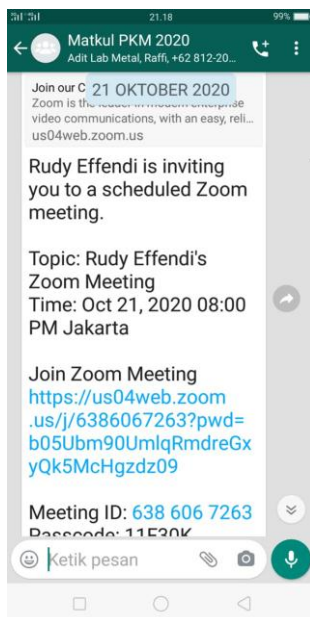 21.18
99%
Matkul PKM 2020
Adit Lab Metal, Raffi, +62 812-20...
Join our C
21 OKTOBER 2020
Zoom is the leader in modern enterprise
video communications, with an easy, reli...
us04web.zoom.us
Rudy Effendi is inviting
you to a scheduled Zoom
meeting.
Topic: Rudy Effendi's
Zoom Meeting
Time: Oct 21, 2020 08:00
PM Jakarta
Join Zoom Meeting
https://us04web.zoom
.us/j/6386067263?pwd=
b05Ubm90UmlqRmdreGx
yQk5McHgzdz09
Meeting ID: 638 606 7263
Passcode: 11F30K
Ketik pesan